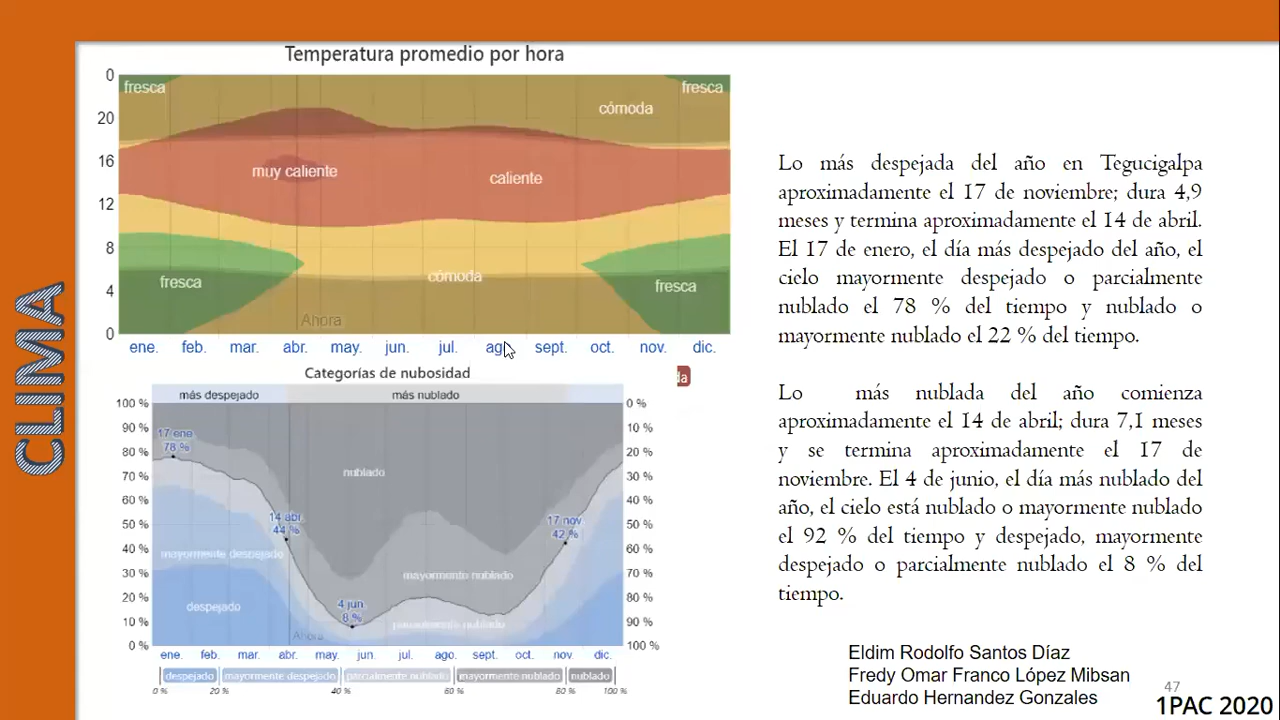 CLIMA
Temperatura promedio por hora
0
20
16
12
8
4
0
fresca
fresca
cómoda
muy caliente
caliente
fresca
cómoda
fresca
Ahora
ene. feb. mar. abr. may. jun. jul. ago sept. oct. nov. dic.
Categorías de nubosidad
más despejado más nublado
100 % 0 %
90 % 10 %
80 % 20 %
70 % 30 %
60 % 40 %
50 % 50 %
40 % 60 %
30 % 70 %
20 % 80 %
10 % 90 %
0 % 100 %
17 ene.
78 %
nublado
14 abr.
44 %
17 nov.
42 %
mayormente despejado
mayormente nublado
despejado
4 jun.
8 %
parcialmente nublado
Ahora
ene. feb. mar. abr. may. jun. jul. ago. sept. oct. nov. dic.
despejado mayormente despejado parcialmente nublado mayormente nublado nublado
0 % 20 % 40 % 60 % 80 % 100 %
Lo más despejada del año en Tegucigalpa
aproximadamente el 17 de noviembre; dura 4,9
meses y termina aproximadamente el 14 de abril.
El 17 de enero, el día más despejado del año, el
cielo mayormente despejado o parcialmente
nublado el 78 % del tiempo y nublado o
mayormente nublado el 22 % del tiempo.
Lo más nublada del año comienza
aproximadamente el 14 de abril; dura 7,1 meses
y se termina aproximadamente el 17 de
noviembre. El 4 de junio, el día más nublado del
año, el cielo está nublado o mayormente nublado
el 92 % del tiempo y despejado, mayormente
despejado o parcialmente nublado el 8 % del
tiempo.
Eldim Rodolfo Santos Díaz
Fredy Omar Franco López Mibsan
Eduardo Hernandez Gonzales
47
1PAC 2020